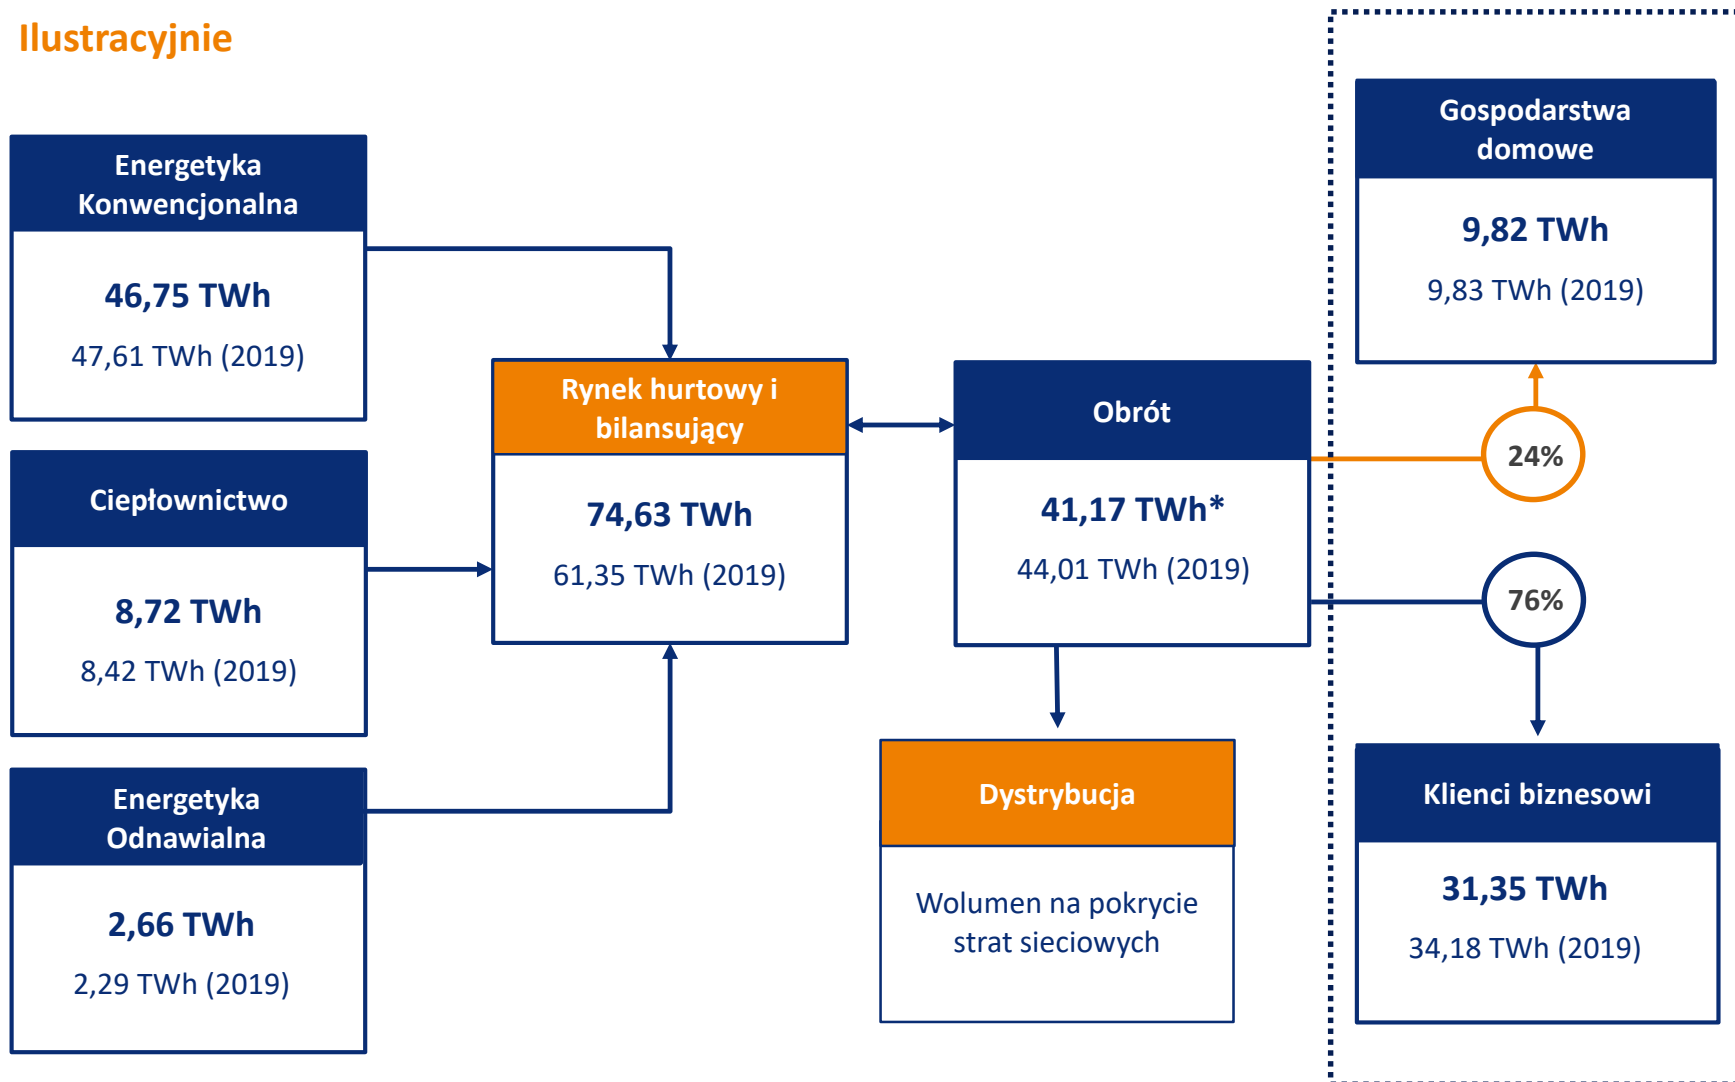 Ilustracyjnie
Energetyka
Konwencjonalna
46,75 TWh
47,61 TWh (2019)
Ciepłownictwo
8,72 TWh
8,42 TWh (2019)
Energetyka
Odnawialna
2,66 TWh
2,29 TWh (2019)
Rynek hurtowy i
bilansujący
74,63 TWh
61,35 TWh (2019)
Obrót
41,17 TWh*
44,01 TWh (2019)
Dystrybucja
Wolumen na pokrycie
strat sieciowych
Gospodarstwa
domowe
9,82 TWh
9,83 TWh (2019)
24%
76%
Klienci biznesowi
31,35 TWh
34,18 TWh (2019)